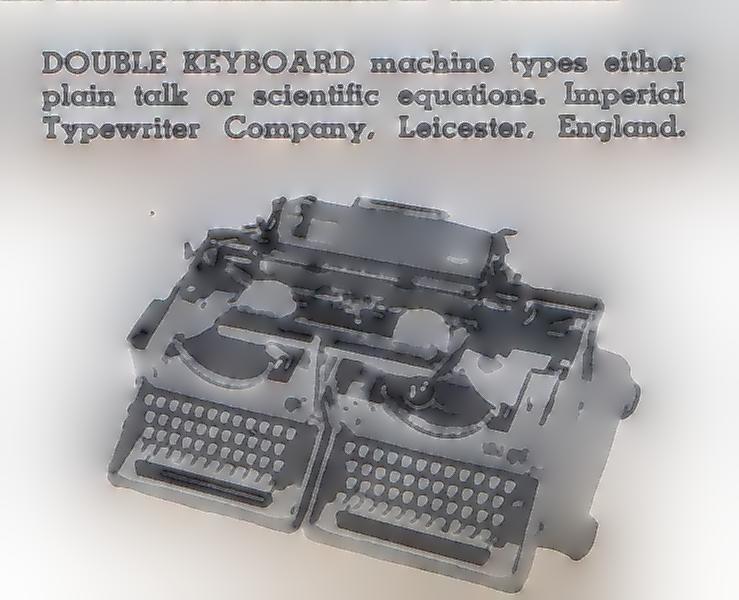 DOUBLE KEYBOARD machine types either
plain talk or scientific equations. Imperial
Typewriter Company, Leicester, England.